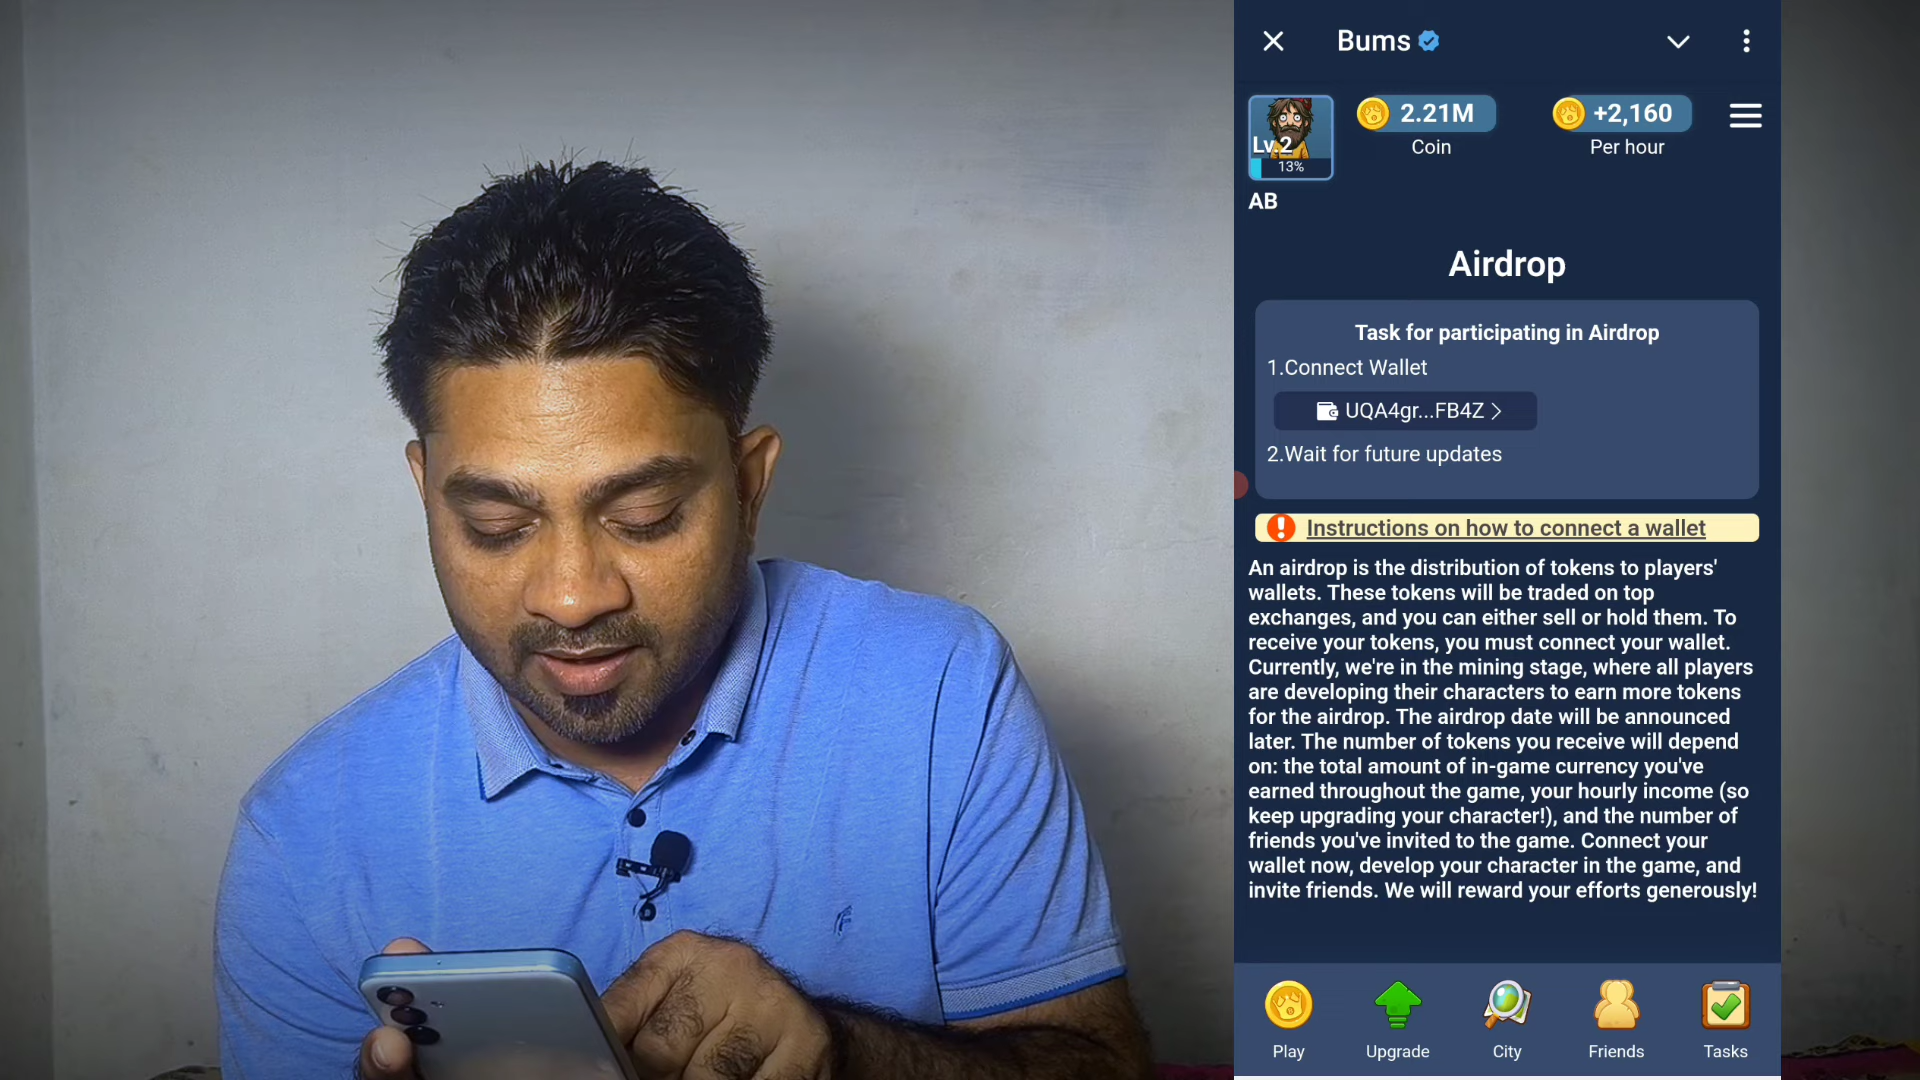 Bums
2.21M
+2,160
Coin
Per hour
Lv.2
13%
AB
Airdrop
Task for participating in Airdrop
1.Connect Wallet
UQA4gr...FB4Z
2.Wait for future updates
Instructions on how to connect a wallet
An airdrop is the distribution of tokens to players'
wallets. These tokens will be traded on top
exchanges, and you can either sell or hold them. To
receive your tokens, you must connect your wallet.
Currently, we're in the mining stage, where all players
are developing their characters to earn more tokens
for the airdrop. The airdrop date will be announced
later. The number of tokens you receive will depend
on: the total amount of in-game currency you've
earned throughout the game, your hourly income (so
keep upgrading your character!), and the number of
friends you've invited to the game. Connect your
wallet now, develop your character in the game, and
invite friends. We will reward your efforts generously!
Play
Upgrade
City
Friends
Tasks